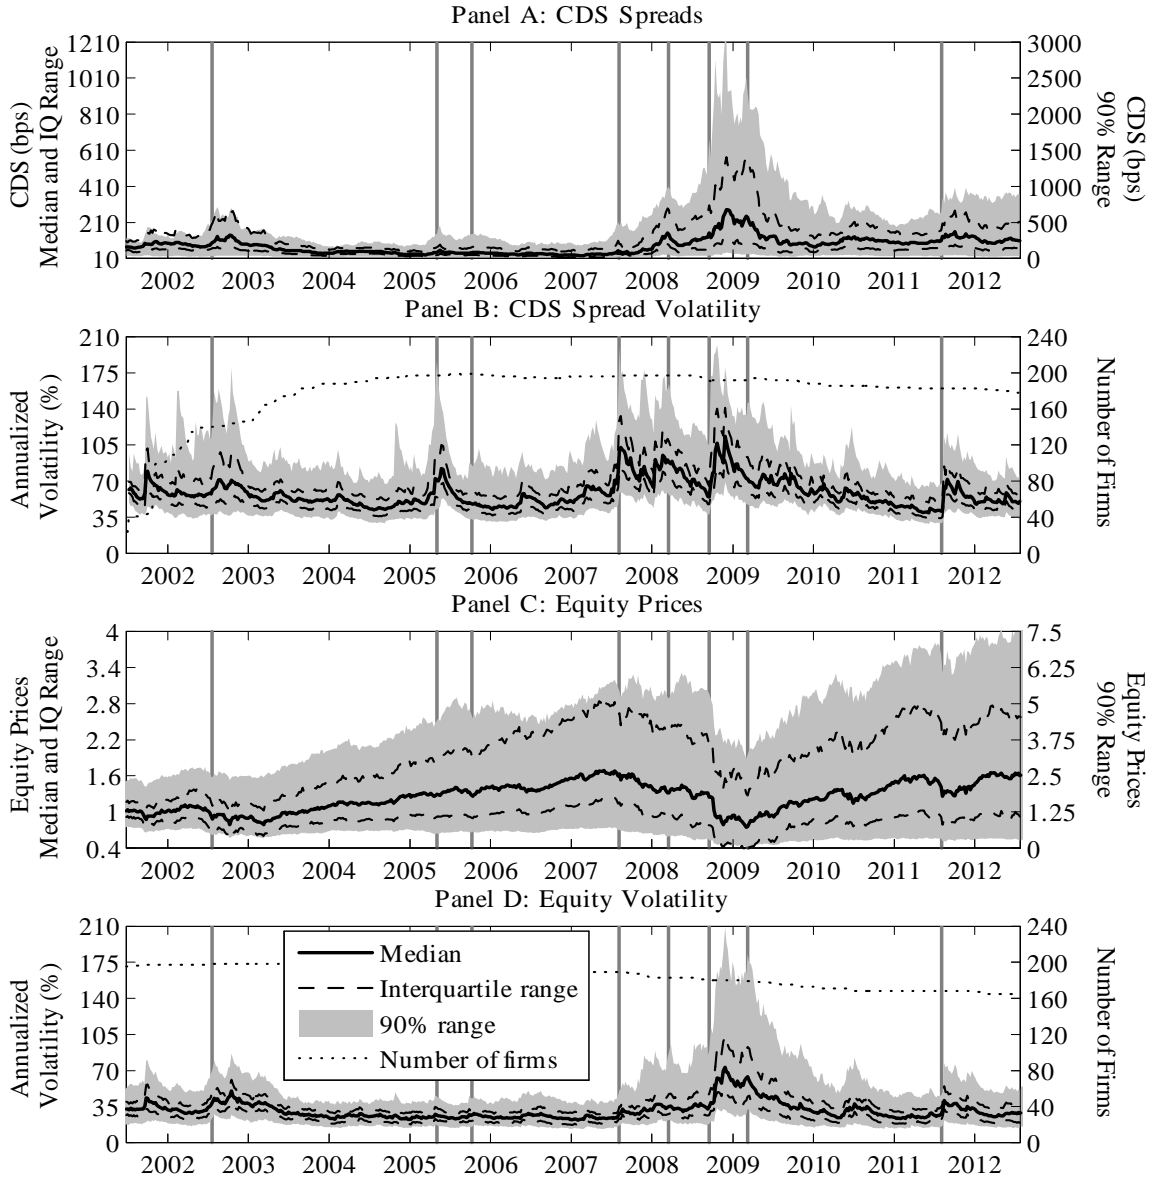 Panel A: CDS Spreads
CDS (bps)
Median and IQ Range
1210
1010
810
610
410
210
10
3000
2500
2000
1500
1000
500
0
CDS (bps)
90% Range
2002 2003 2004 2005 2006 2007 2008 2009 2010 2011 2012
Panel B: CDS Spread Volatility
Annualized
Volatility (%)
210
175
140
105
70
35
0
240
200
160
120
80
40
0
Number of Firms
2002 2003 2004 2005 2006 2007 2008 2009 2010 2011 2012
Panel C: Equity Prices
Equity Prices
Median and IQ Range
4
3.4
2.8
2.2
1.6
1
0.4
7.5
6.25
5
3.75
2.5
1.25
0
Equity Prices
90% Range
2002 2003 2004 2005 2006 2007 2008 2009 2010 2011 2012
Panel D: Equity Volatility
Annualized
Volatility (%)
210
175
140
105
70
35
0
Median
Interquartile range
90% range
Number of firms
240
200
160
120
80
40
0
Number of Firms
2002 2003 2004 2005 2006 2007 2008 2009 2010 2011 2012